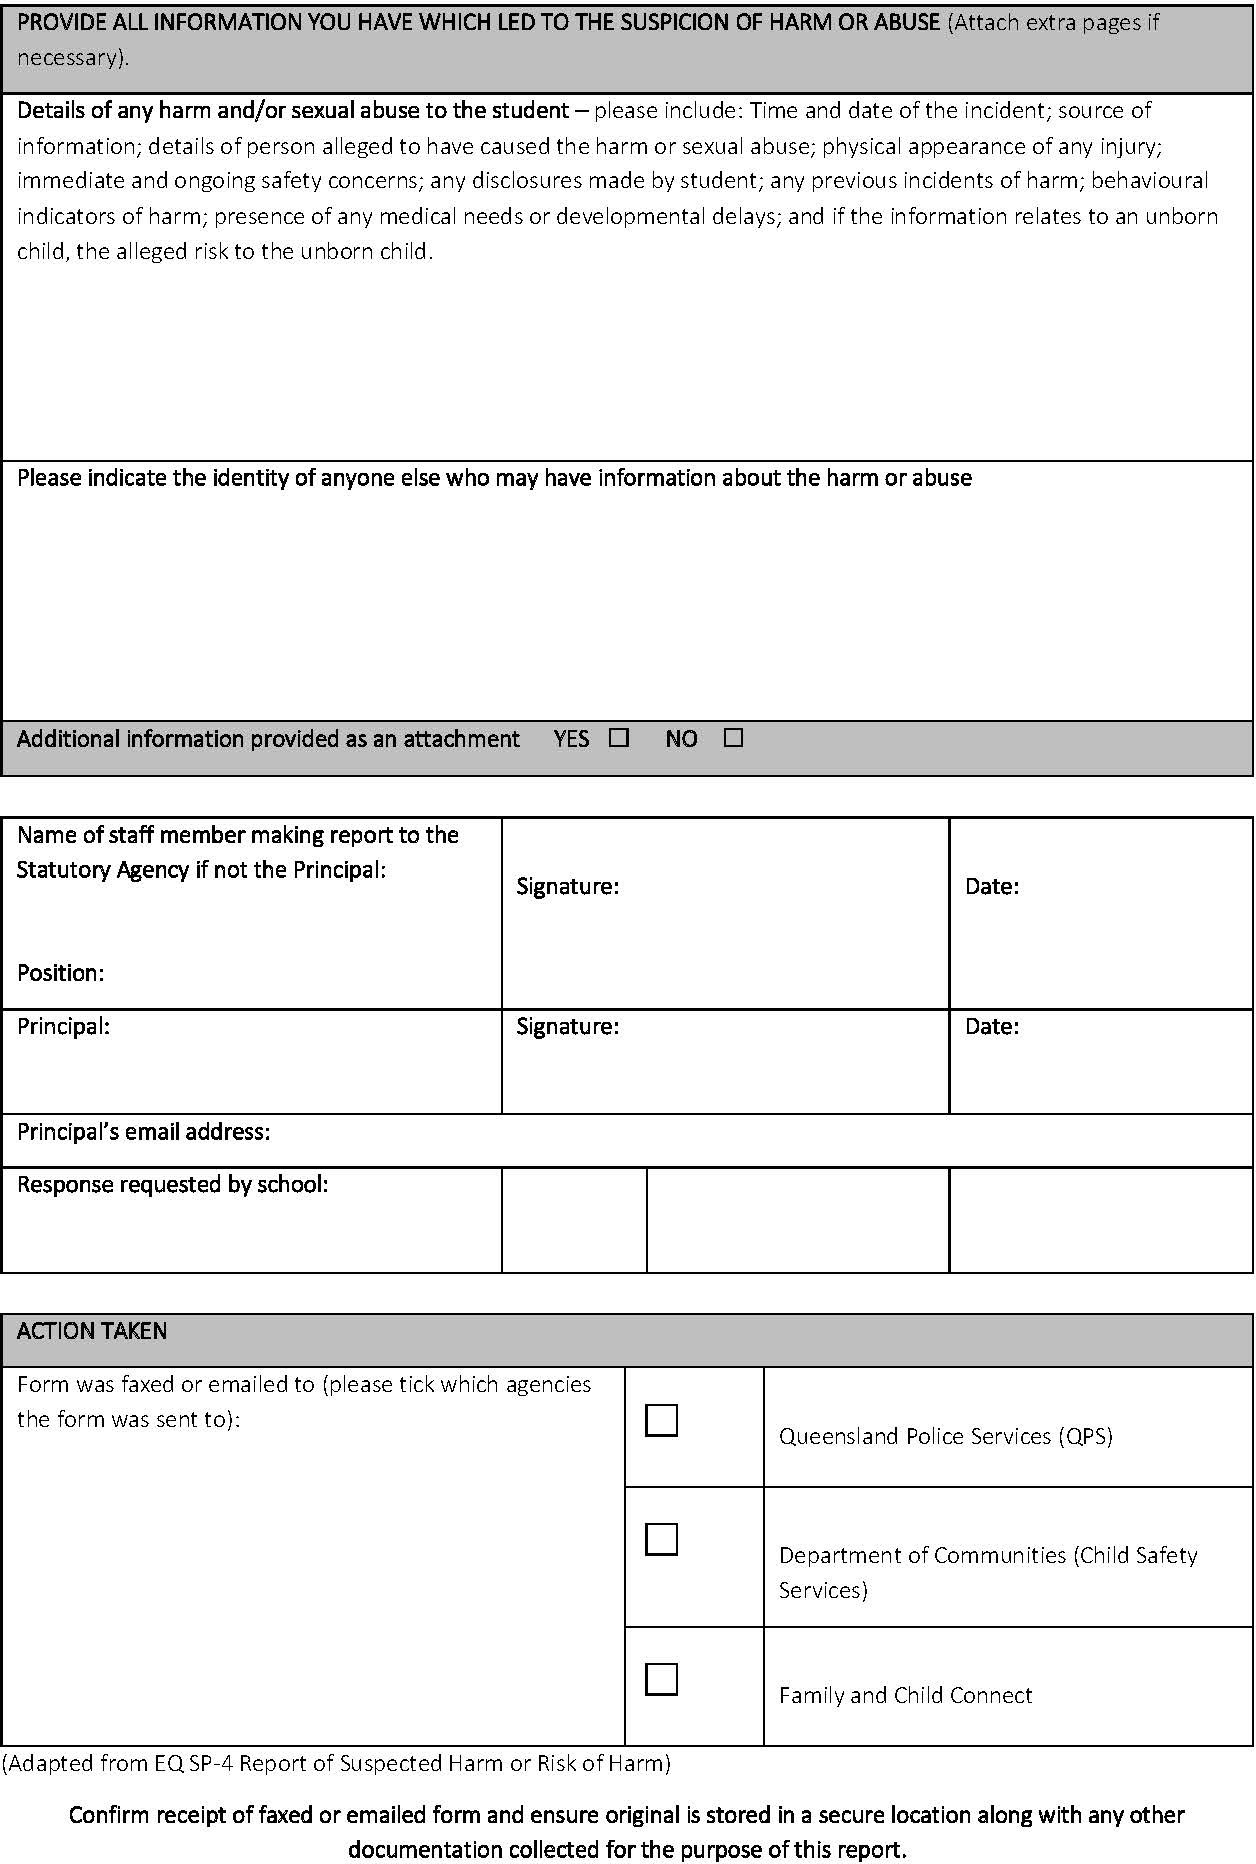 PROVIDE ALL INFORMATION YOU HAVE WHICH LED TO THE SUSPICION OF HARM OR ABUSE (Attach extra pages if
necessary).
Details of any harm and/or sexual abuse to the student – please include: Time and date of the incident; source of
information; details of person alleged to have caused the harm or sexual abuse; physical appearance of any injury;
immediate and ongoing safety concerns; any disclosures made by student; any previous incidents of harm; behavioural
indicators of harm; presence of any medical needs or developmental delays; and if the information relates to an unborn
child, the alleged risk to the unborn child.
Please indicate the identity of anyone else who may have information about the harm or abuse
Additional information provided as an attachment YES ☐ NO ☐
Name of staff member making report to the
Statutory Agency if not the Principal:
Signature:
Date:
Position:
Principal:
Signature:
Date:
Principal's email address:
Response requested by school:
ACTION TAKEN
Form was faxed or emailed to (please tick which agencies
the form was sent to):
☐
Queensland Police Services (QPS)
☐
Department of Communities (Child Safety
Services)
☐
Family and Child Connect
(Adapted from EQ SP-4 Report of Suspected Harm or Risk of Harm)
Confirm receipt of faxed or emailed form and ensure original is stored in a secure location along with any other
documentation collected for the purpose of this report.